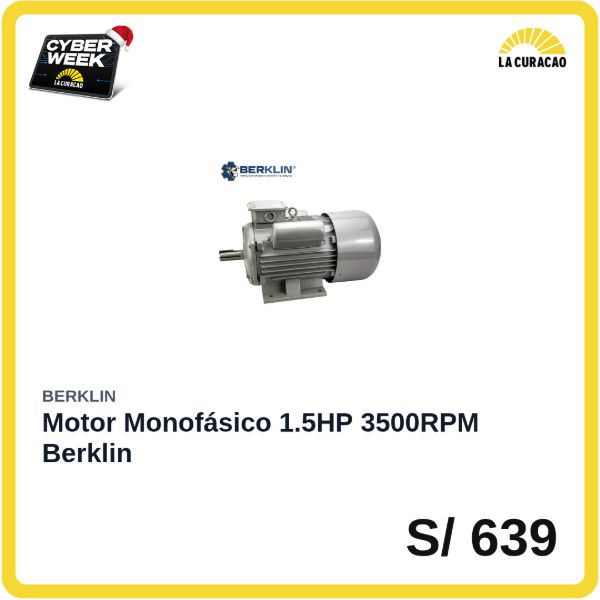 CYBER
WEEK
LA CURACAO
LA CURACAO
BERKLIN®
BERKLIN
Motor Monofásico 1.5HP 3500RPM
Berklin
S/ 639